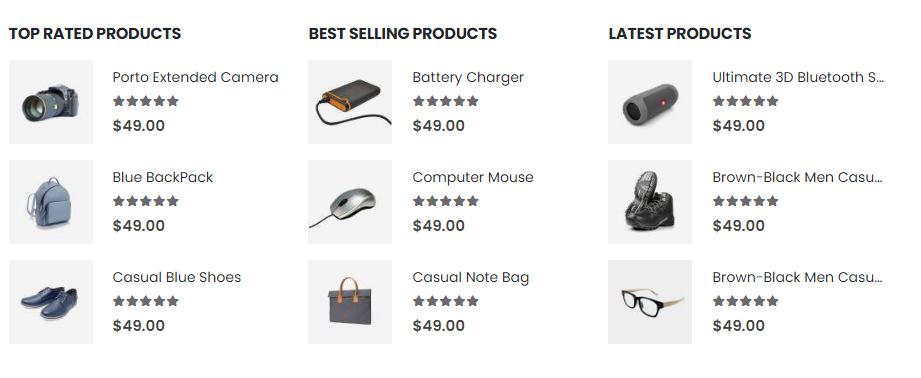 TOP RATED PRODUCTS
Porto Extended Camera
$49.00
Blue BackPack
$49.00
Casual Blue Shoes
$49.00
BEST SELLING PRODUCTS
Battery Charger
$49.00
Computer Mouse
$49.00
Casual Note Bag
$49.00
LATEST PRODUCTS
Ultimate 3D Bluetooth S...
$49.00
Brown-Black Men Casu...
$49.00
Brown-Black Men Casu...
$49.00